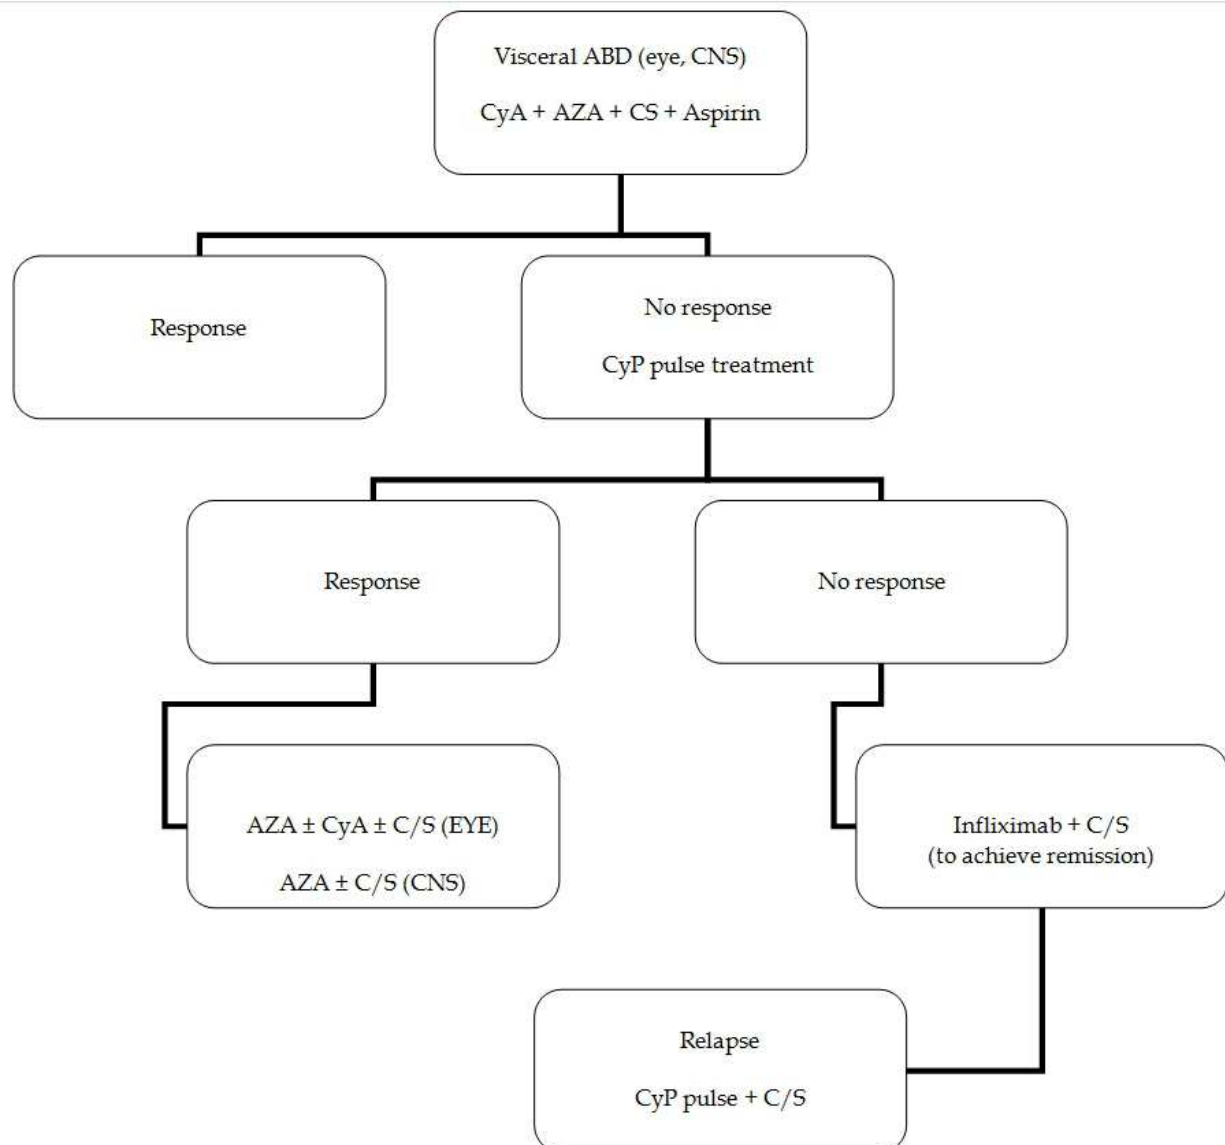 Visceral ABD (eye, CNS)
CyA + AZA + CS + Aspirin
Response
No response
CyP pulse treatment
Response
No response
AZA ± CyA ± C/S (EYE)
AZA ± C/S (CNS)
Infliximab + C/S
(to achieve remission)
Relapse
CyP pulse + C/S